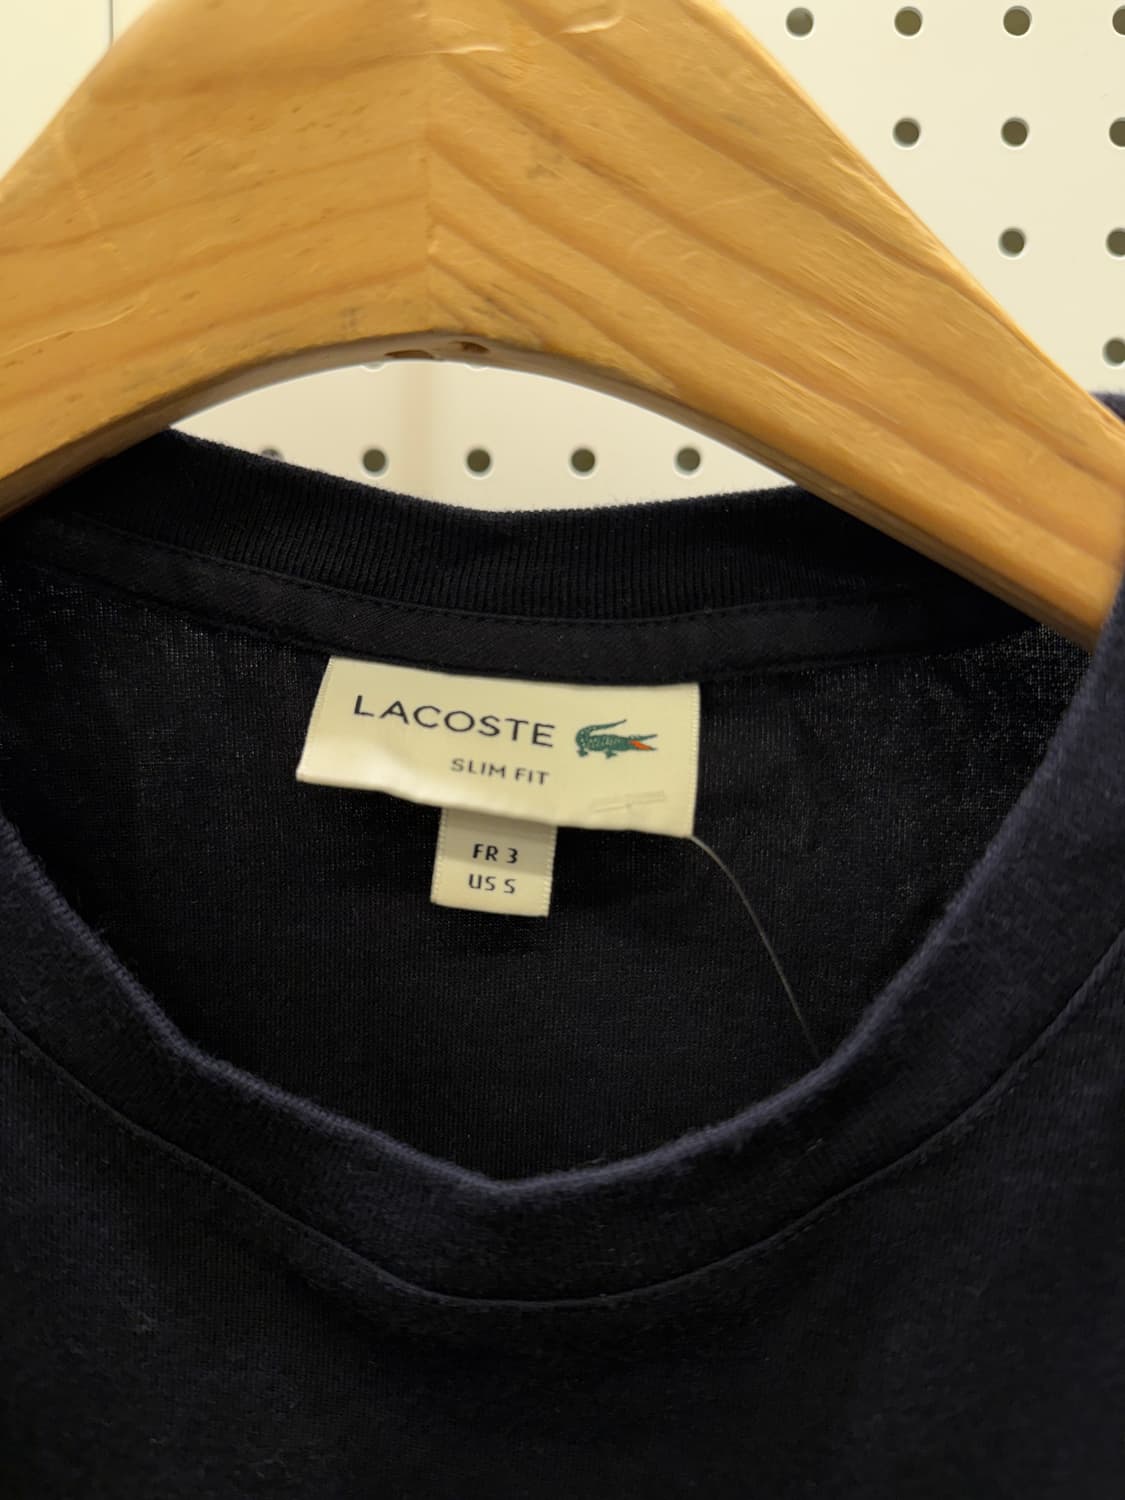 LACOSTE
SLIM FIT
FR 3
US S